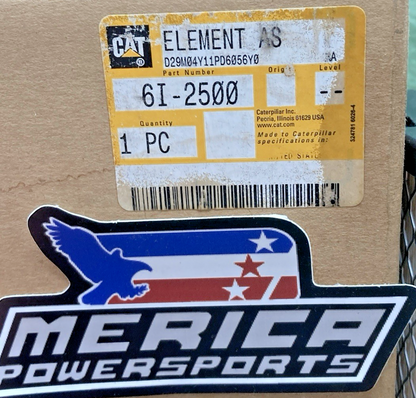 CAT
ELEMENT AS
D29M04Y11PD6056Y0
Part Number
Origi
Level
A
6I-2500
--
Quantity
1 PC
Caterpillar Inc.
Peoria, Illinois 61629 USA
www.cat.com
Made to Caterpillar
specifications in:
MERICA
POWERSPORTS